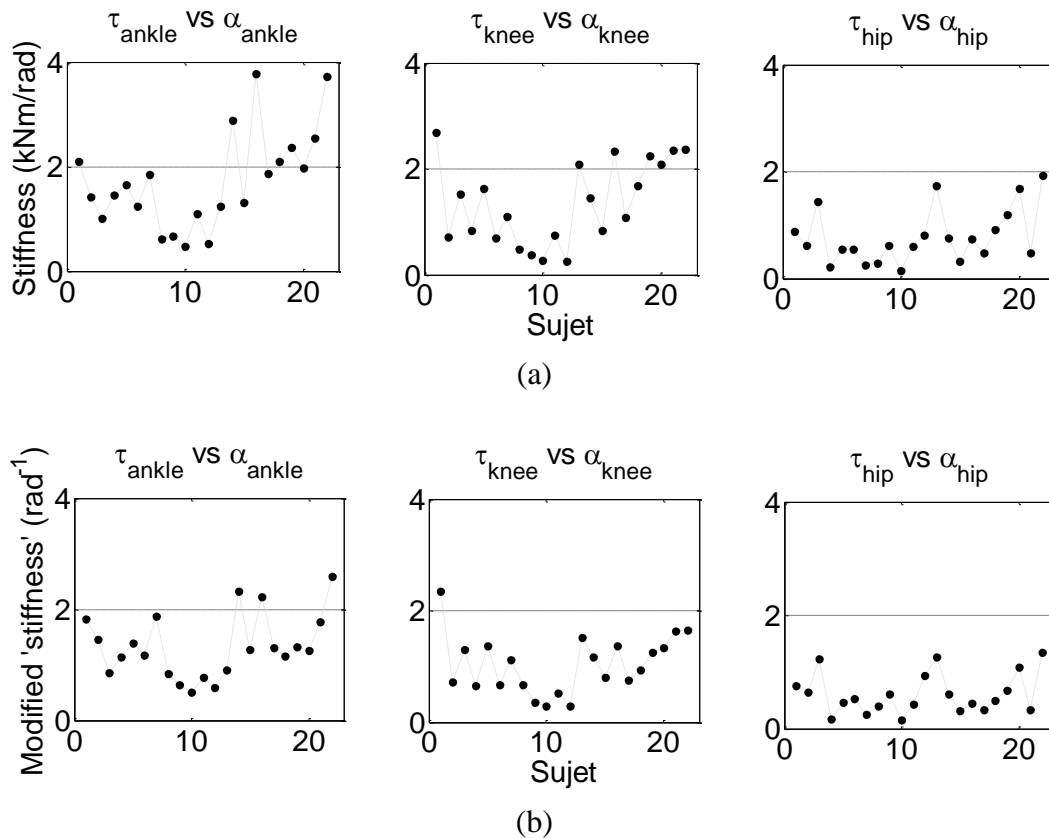 τankle vs αankle
τknee vs αknee
τhip vs αhip
Stiffness (kNm/rad)
4
2
0
0 10 20
4
2
0
0 10 20
4
2
0
0 10 20
Sujet
(a)
τankle vs αankle
τknee vs αknee
τhip vs αhip
Modified 'stiffness' (rad⁻¹)
4
2
0
0 10 20
4
2
0
0 10 20
4
2
0
0 10 20
Sujet
(b)